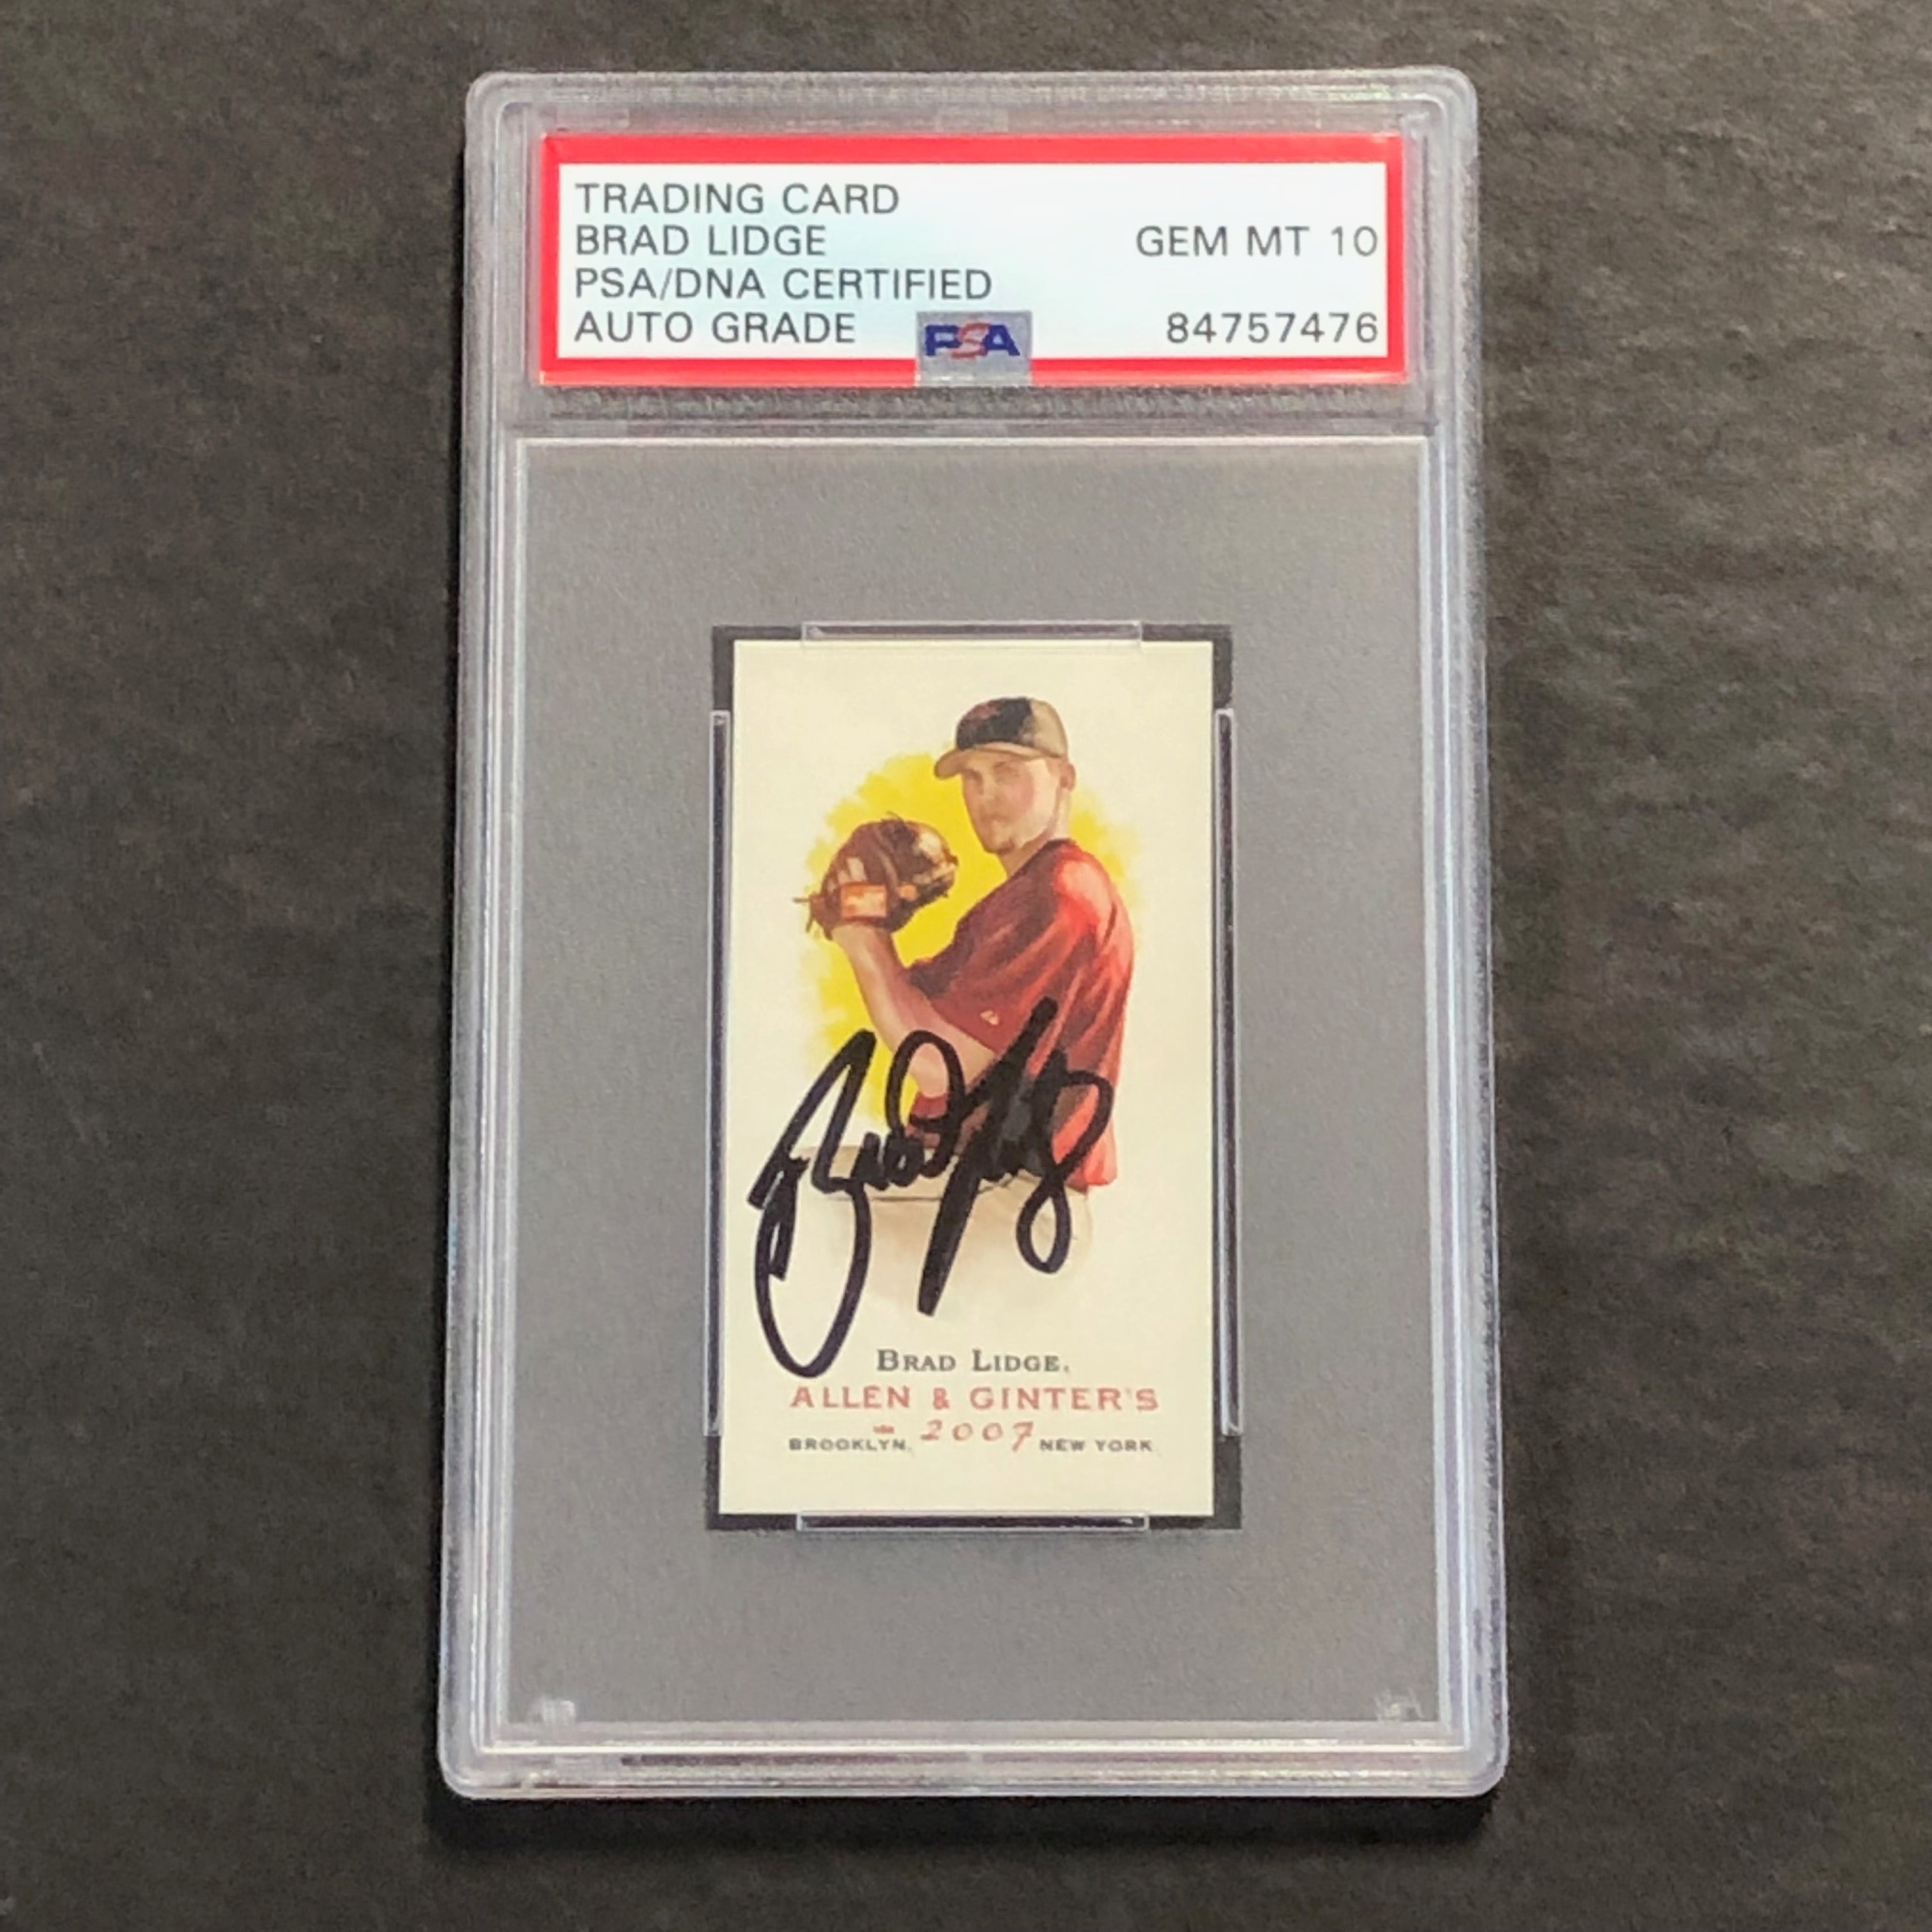 TRADING CARD
BRAD LIDGE
GEM MT 10
PSA/DNA CERTIFIED
AUTO GRADE
PSA
84757476
BRAD LIDGE,
ALLEN & GINTER'S
BROOKLYN, 2007 NEW YORK